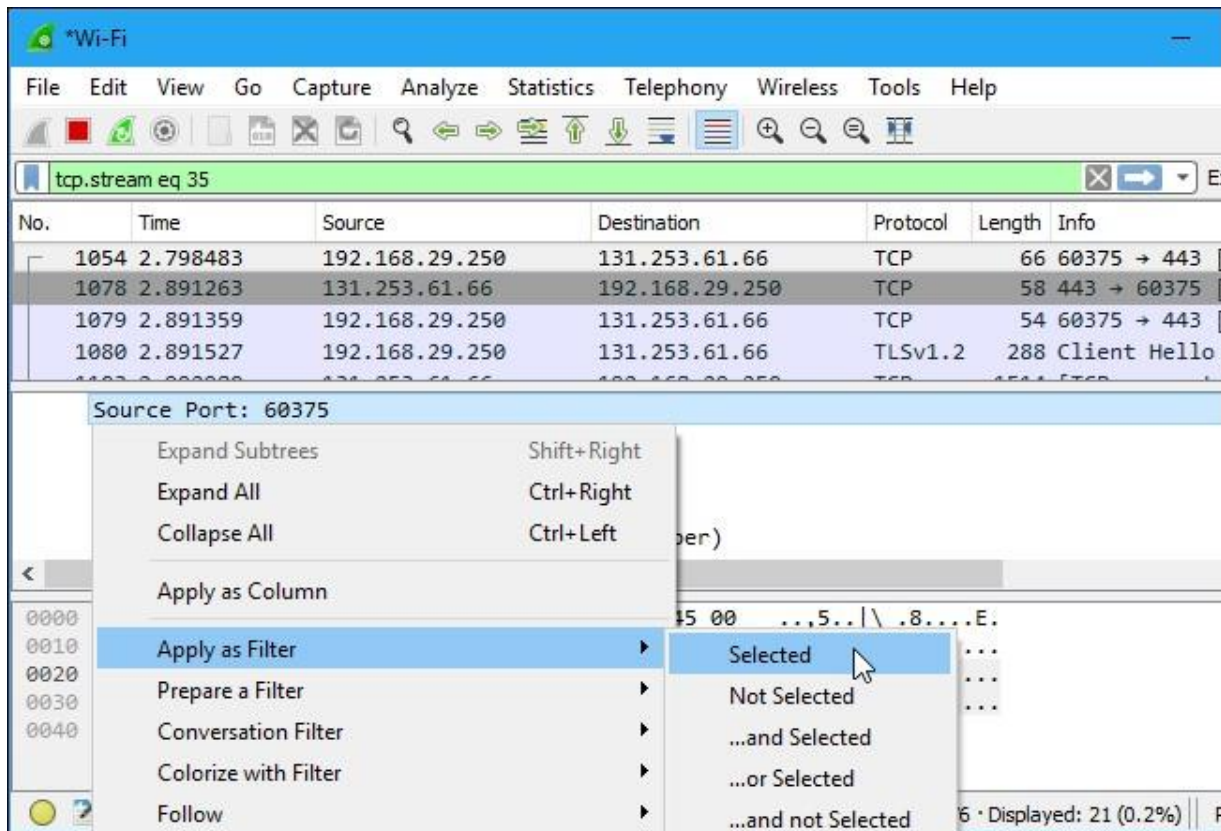 *Wi-Fi
File Edit View Go Capture Analyze Statistics Telephony Wireless Tools Help
tcp.stream eq 35
No. Time Source Destination Protocol Length Info
1054 2.798483 192.168.29.250 131.253.61.66 TCP 66 60375 → 443 [
1078 2.891263 131.253.61.66 192.168.29.250 TCP 58 443 → 60375 [
1079 2.891359 192.168.29.250 131.253.61.66 TCP 54 60375 → 443 [
1080 2.891527 192.168.29.250 131.253.61.66 TLSv1.2 288 Client Hello
Source Port: 60375
Expand Subtrees Shift+Right
Expand All Ctrl+Right
Collapse All Ctrl+Left
ber)
Apply as Column
0000 45 00 ..,5..|\ .8....E.
0010 Apply as Filter Selected ...
0020 Prepare a Filter Not Selected ...
0030 ...
0040 Conversation Filter ...and Selected
Colorize with Filter ...or Selected
Follow ...and not Selected 6 · Displayed: 21 (0.2%)